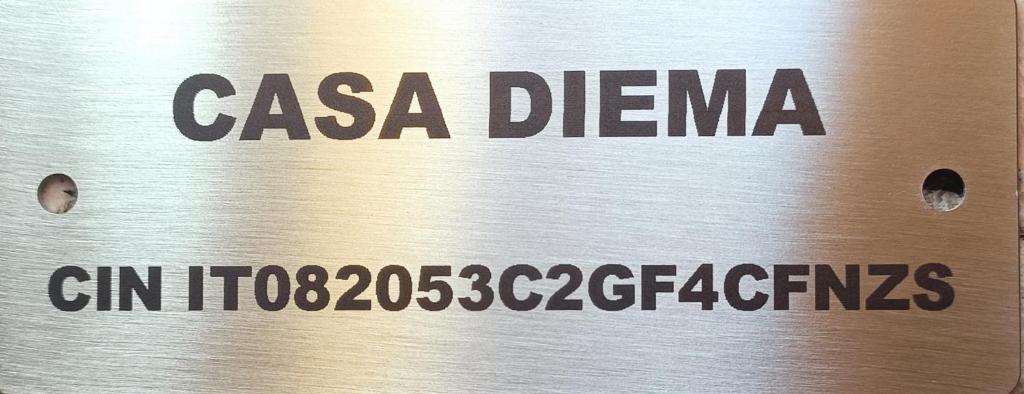 CASA DIEMA
CIN IT082053C2GF4CFNZS